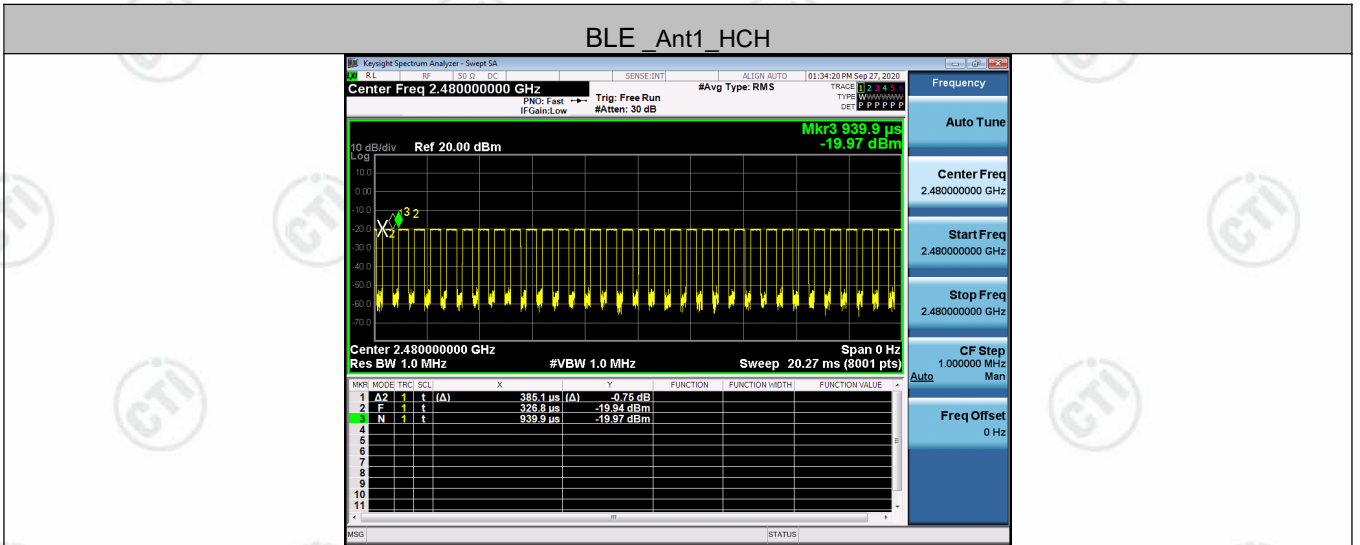 BLE _Ant1_HCH
Keysight Spectrum Analyzer - Swept SA
RL RF 50 Ω DC SENSE:INT ALIGN AUTO 01:34:20 PM Sep 27, 2020
Center Freq 2.480000000 GHz
PNO: Fast
IFGain:Low
Trig: Free Run
#Atten: 30 dB
#Avg Type: RMS
TRACE 1 2 3 4 5 6
TYPE W
DET P P P P P P
Mkr3 939.9 µs
-19.97 dBm
10 dB/div Ref 20.00 dBm
Log
10.0
0.00
-10.0
-20.0
-30.0
-40.0
-50.0
-60.0
-70.0
3 2
X2
Center 2.480000000 GHz Span 0 Hz
Res BW 1.0 MHz #VBW 1.0 MHz Sweep 20.27 ms (8001 pts)
MKR MODE TRC SCL X Y FUNCTION FUNCTION WIDTH FUNCTION VALUE
1 Δ2 1 t (Δ) 385.1 µs (Δ) -0.75 dB
2 F 1 t 326.8 µs -19.94 dBm
3 N 1 t 939.9 µs -19.97 dBm
4
5
6
7
8
9
10
11
MSG STATUS
Frequency
Auto Tune
Center Freq
2.480000000 GHz
Start Freq
2.480000000 GHz
Stop Freq
2.480000000 GHz
CF Step
1.000000 MHz
Auto Man
Freq Offset
0 Hz
CTI
CTI
CTI
CTI
CTI